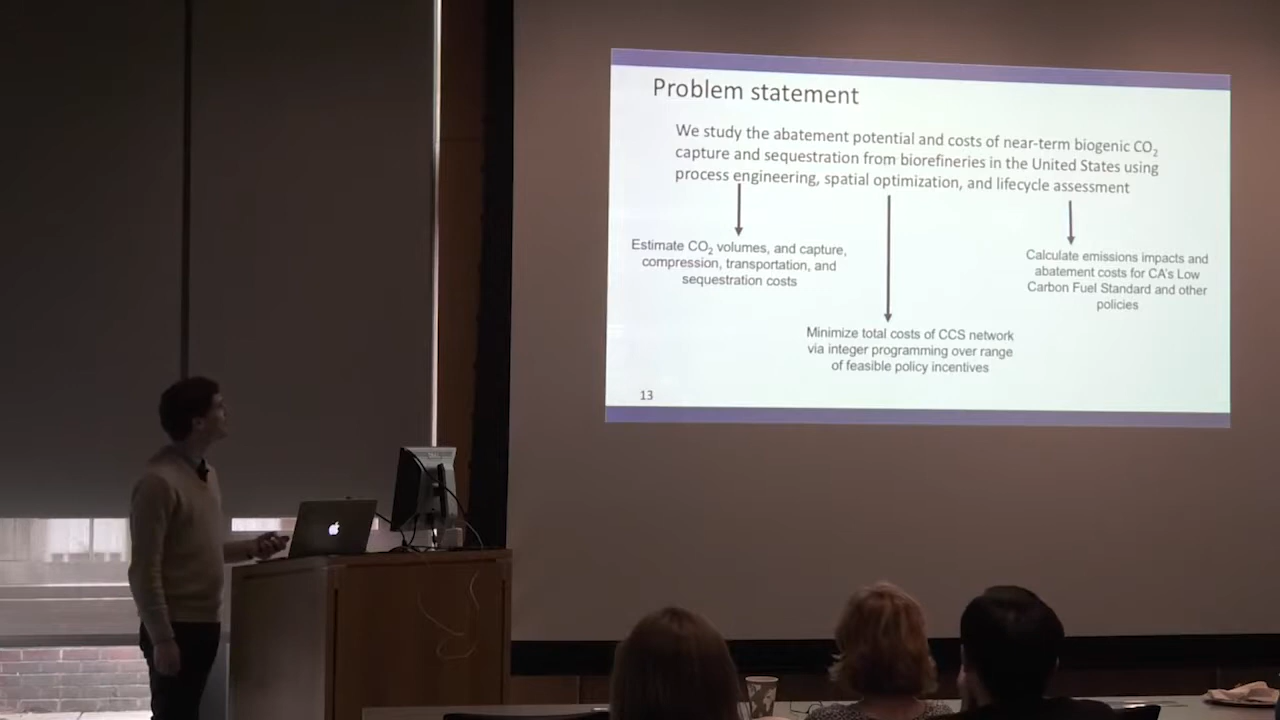 Problem statement
We study the abatement potential and costs of near-term biogenic CO₂
capture and sequestration from biorefineries in the United States using
process engineering, spatial optimization, and lifecycle assessment
Estimate CO₂ volumes, and capture,
compression, transportation, and
sequestration costs
Minimize total costs of CCS network
via integer programming over range
of feasible policy incentives
Calculate emissions impacts and
abatement costs for CA's Low
Carbon Fuel Standard and other
policies
13